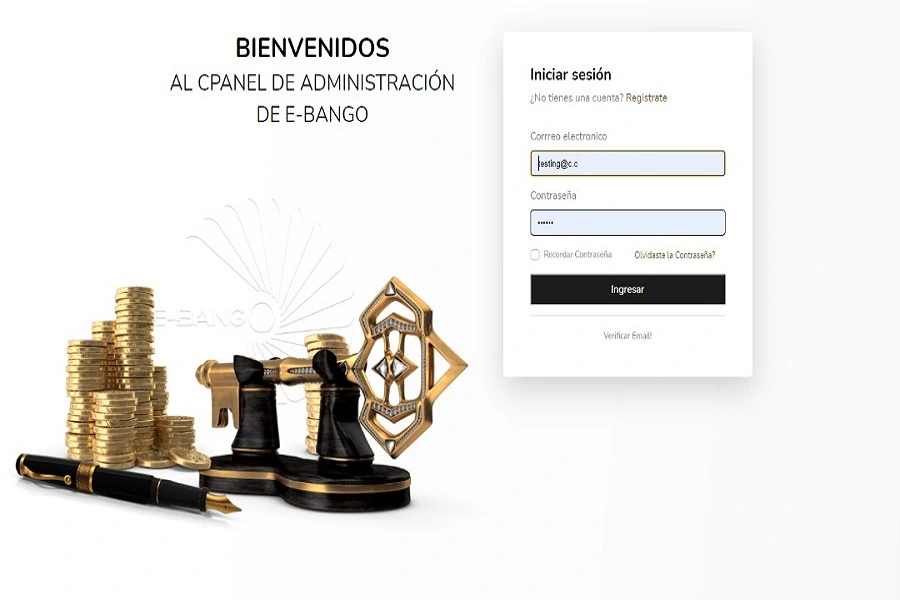 BIENVENIDOS
AL CPANEL DE ADMINISTRACIÓN
DE E-BANGO
E-BANGO
Iniciar sesión
¿No tienes una cuenta? Registrate
Corrreo electronico
testing@c.c
Contraseña
••••••
Recordar Contraseña
Olvidaste la Contraseña?
Ingresar
Verificar Email!